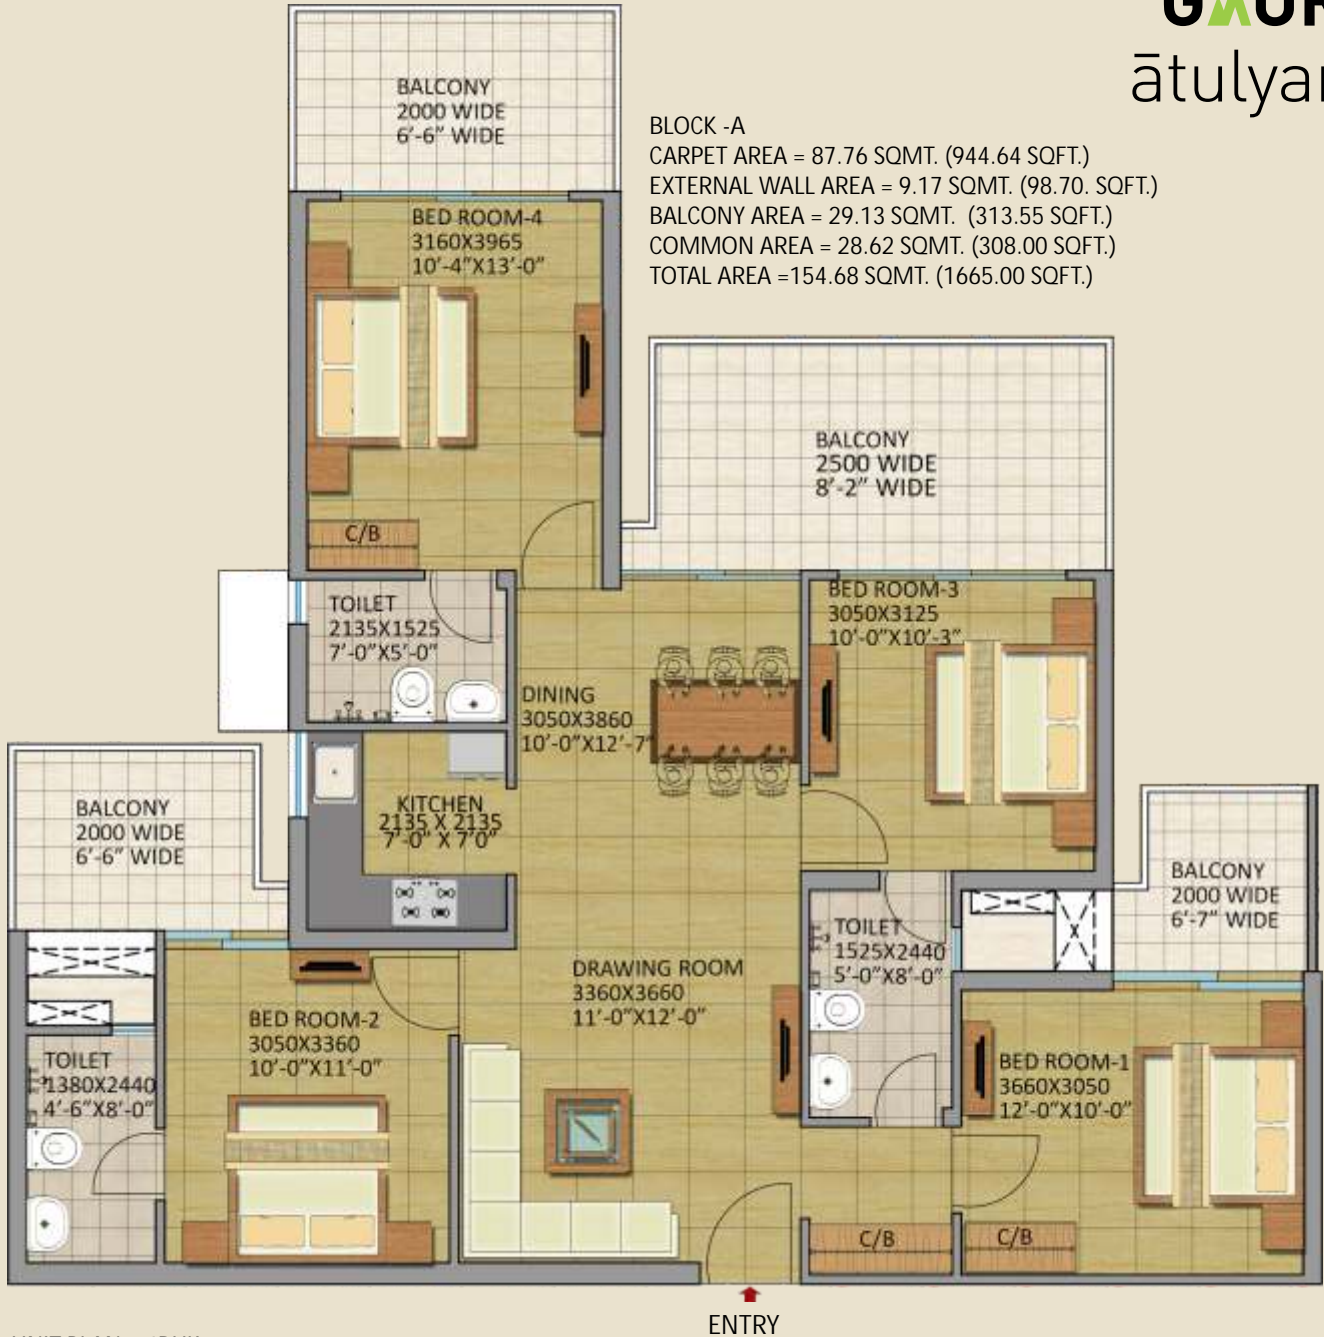 GAUR
ātulya
BALCONY
2000 WIDE
6'-6" WIDE
BLOCK -A
CARPET AREA = 87.76 SQMT. (944.64 SQFT.)
EXTERNAL WALL AREA = 9.17 SQMT. (98.70. SQFT.)
BALCONY AREA = 29.13 SQMT. (313.55 SQFT.)
COMMON AREA = 28.62 SQMT. (308.00 SQFT.)
TOTAL AREA =154.68 SQMT. (1665.00 SQFT.)
BED ROOM-4
3160X3965
10'-4"X13'-0"
C/B
BALCONY
2500 WIDE
8'-2" WIDE
TOILET
2135X1525
7'-0"X5'-0"
BED ROOM-3
3050X3125
10'-0"X10'-3"
DINING
3050X3860
10'-0"X12'-7"
KITCHEN
2135 X 2135
7'-0" X 7'0"
BALCONY
2000 WIDE
6'-6" WIDE
BALCONY
2000 WIDE
6'-7" WIDE
TOILET
1525X2440
5'-0"X8'-0"
DRAWING ROOM
3360X3660
11'-0"X12'-0"
BED ROOM-2
3050X3360
10'-0"X11'-0"
TOILET
1380X2440
4'-6"X8'-0"
BED ROOM-1
3660X3050
12'-0"X10'-0"
C/B
C/B
ENTRY